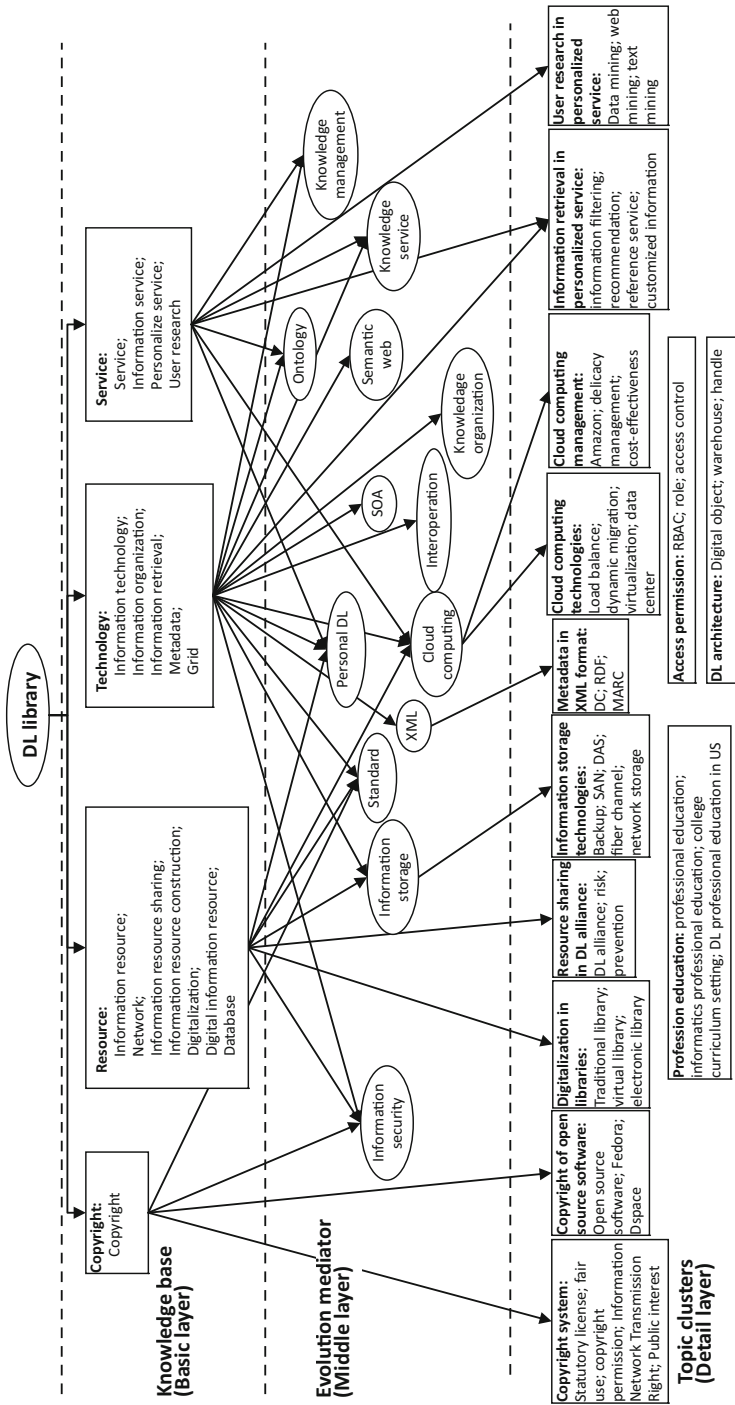 DL library
Copyright:
Copyright
Resource:
Information resource;
Network;
Information resource sharing;
Information resource construction;
Digitalization;
Digital information resource;
Database
Technology:
Information technology;
Information organization;
Information retrieval;
Metadata;
Grid
Service:
Service;
Information service;
Personalize service;
User research
Knowledge base
(Basic layer)
Information
security
Information
storage
Standard
XML
Personal DL
Cloud
computing
SOA
Interoperation
Ontology
Semantic
web
Knowledage
organization
Knowledge
service
Knowledge
management
Evolution mediator
(Middle layer)
Copyright system:
Statutory license; fair
use; copyright
permission; Information
Network Transmission
Right; Public interest
Copyright of open
source software:
Open source
software; Fedora;
Dspace
Digitalization in
libraries:
Traditional library;
virtual library;
electronic library
Resource sharing
in DL alliance:
DL alliance; risk;
prevention
Information storage
technologies:
Backup; SAN; DAS;
fiber channel;
network storage
Metadata in
XML format:
DC; RDF;
MARC
Cloud computing
technologies:
Load balance;
dynamic migration;
virtualization; data
center
Cloud computing
management:
Amazon; delicacy
management;
cost-effectiveness
Information retrieval in
personalized service:
information filtering;
recommendation;
reference service;
customized information
User research in
personalized
service:
Data mining; web
mining; text
mining
Topic clusters
(Detail layer)
Profession education: professional education;
informatics professional education; college
curriculum setting; DL professional education in US
Access permission: RBAC; role; access control
DL architecture: Digital object; warehouse; handle